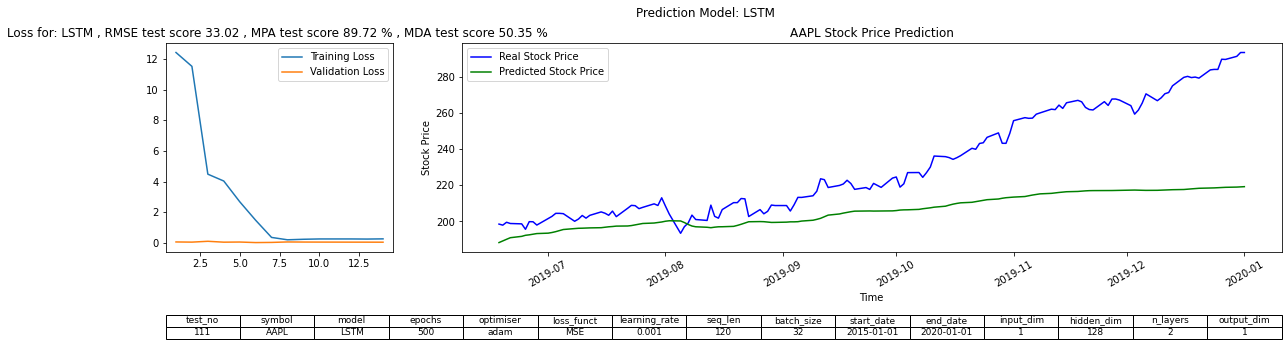 Prediction Model: LSTM
Loss for: LSTM , RMSE test score 33.02 , MPA test score 89.72 % , MDA test score 50.35 %
Training Loss
Validation Loss
12
10
8
6
4
2
0
2.5 5.0 7.5 10.0 12.5
AAPL Stock Price Prediction
Real Stock Price
Predicted Stock Price
Stock Price
280
260
240
220
200
2019-07 2019-08 2019-09 2019-10 2019-11 2019-12 2020-01
Time
test_no symbol model epochs optimiser loss_funct learning_rate seq_len batch_size start_date end_date input_dim hidden_dim n_layers output_dim
111 AAPL LSTM 500 adam MSE 0.001 120 32 2015-01-01 2020-01-01 1 128 2 1